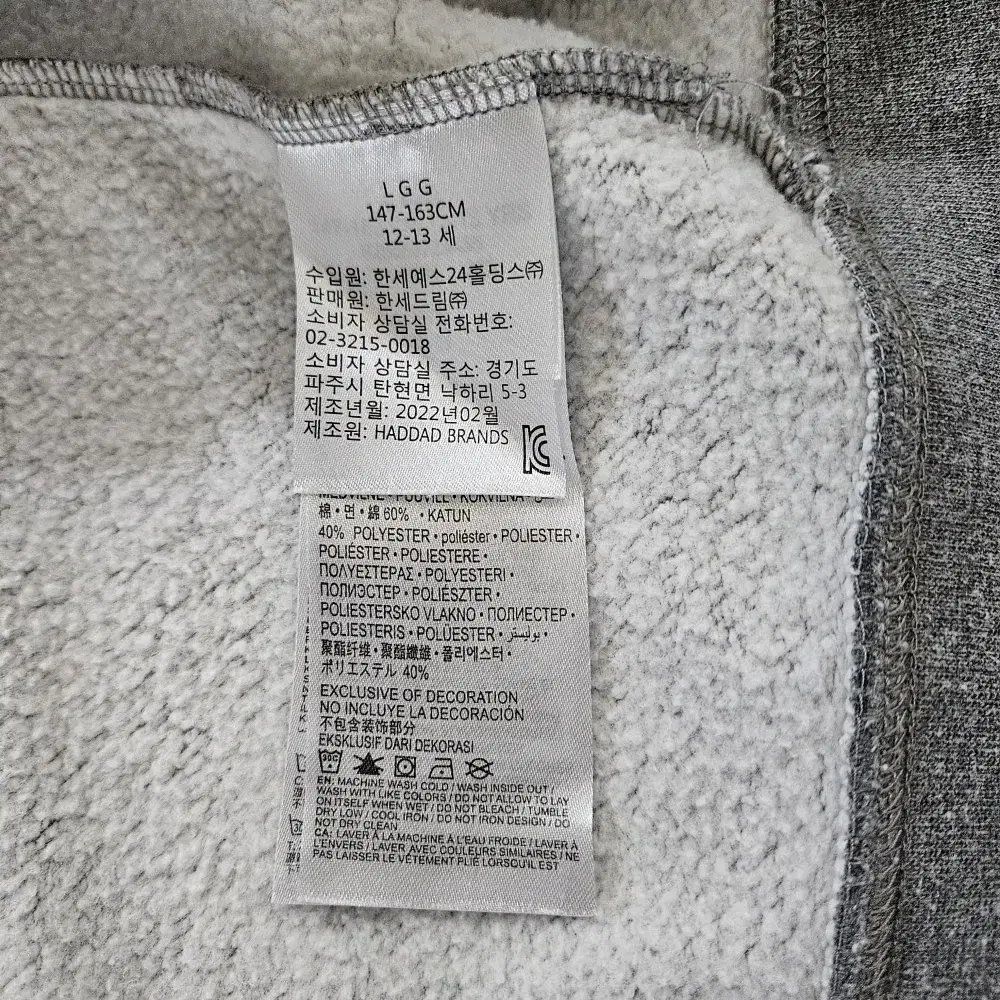 L G G
147-163CM
12-13 세
수입원: 한세예스24홀딩스㈜
판매원: 한세드림㈜
소비자 상담실 전화번호:
02-3215-0018
소비자 상담실 주소: 경기도
파주시 탄현면 낙하리 5-3
제조년월: 2022년02월
제조원: HADDAD BRANDS
棉 • 면 • 綿 60% • KATUN
40% POLYESTER • poliéster • POLIESTER •
POLIÉSTER • POLIESTERE •
ΠΟΛΥΕΣΤΕΡΑΣ • POLYESTERI •
ПОЛИЭСТЕР • POLIÉSZTER •
POLIESTERSKO VLAKNO • ПОЛИЕСТЕР •
POLIESTERIS • POLÜESTER • بوليستر •
聚酯纤维 • 聚酯纖維 • 폴리에스터 •
ポリエステル 40%
EXCLUSIVE OF DECORATION
NO INCLUYE LA DECORACIÓN
不包含装饰部分
EKSKLUSIF DARI DEKORASI
EN: MACHINE WASH COLD / WASH INSIDE OUT /
WASH WITH LIKE COLORS / DO NOT ALLOW TO LAY
ON ITSELF WHEN WET / DO NOT BLEACH / TUMBLE
DRY LOW / COOL IRON / DO NOT IRON DESIGN / DO
NOT DRY CLEAN
CA: LAVER À LA MACHINE À L'EAU FROIDE / LAVER À
L'ENVERS / LAVER AVEC COULEURS SIMILAIRES / NE
PAS LAISSER LE VÊTEMENT PLIÉ LORSQU'IL EST